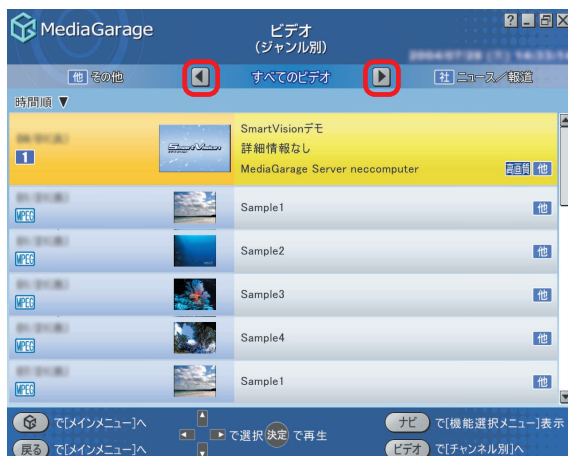 MediaGarage
ビデオ
(ジャンル別)
他 その他
すべてのビデオ
社 ニュース/報道
時間順 ▼
1
SmartVision
SmartVisionデモ
詳細情報なし
MediaGarage Server neccomputer
高画質 他
MPEG
Sample1
他
MPEG
Sample2
他
MPEG
Sample3
他
MPEG
Sample4
他
MPEG
Sample1
他
で[メインメニュー]へ
で選択 決定 で再生
ナビ で[機能選択メニュー]表示
戻る で[メインメニュー]へ
ビデオ で[チャンネル別]へ